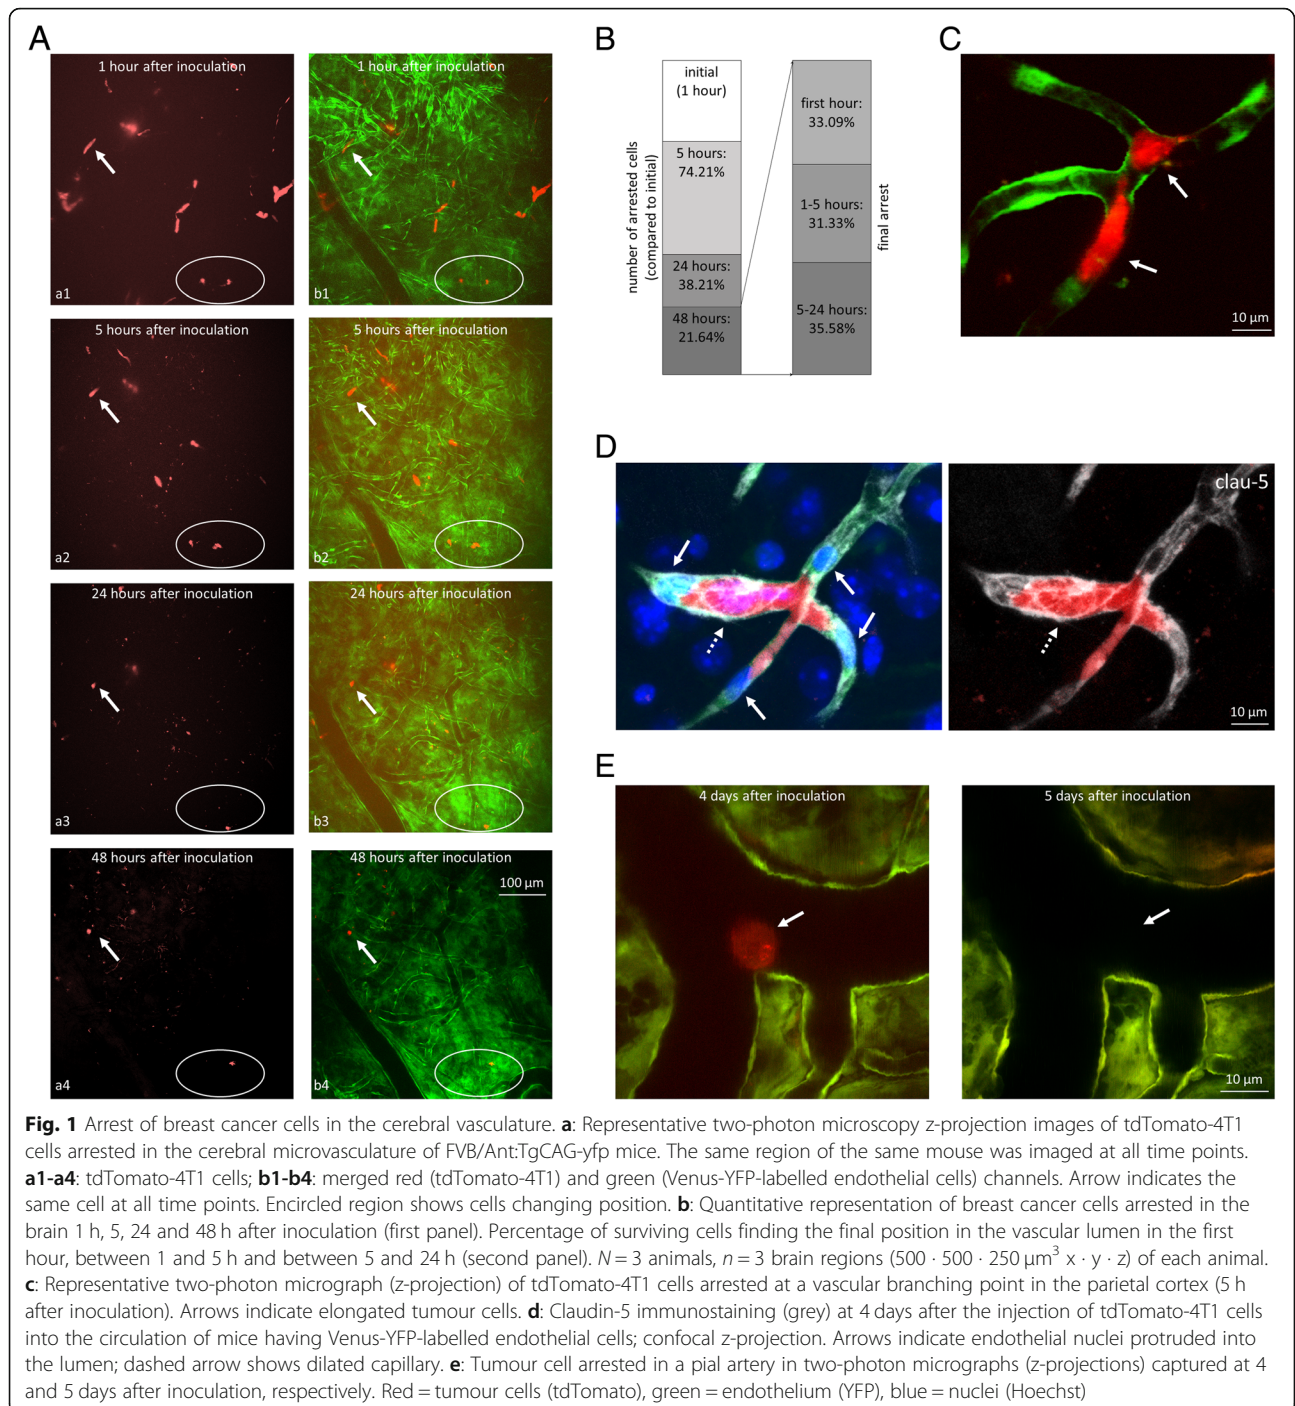 A
1 hour after inoculation
a1
1 hour after inoculation
b1
5 hours after inoculation
a2
5 hours after inoculation
b2
24 hours after inoculation
a3
24 hours after inoculation
b3
48 hours after inoculation
a4
48 hours after inoculation
100 µm
b4
B
number of arrested cells
(compared to initial)
initial
(1 hour)
5 hours:
74.21%
24 hours:
38.21%
48 hours:
21.64%
first hour:
33.09%
1-5 hours:
31.33%
5-24 hours:
35.58%
final arrest
C
10 µm
D
clau-5
10 µm
E
4 days after inoculation
5 days after inoculation
10 µm
Fig. 1 Arrest of breast cancer cells in the cerebral vasculature. a: Representative two-photon microscopy z-projection images of tdTomato-4T1
cells arrested in the cerebral microvasculature of FVB/Ant:TgCAG-yfp mice. The same region of the same mouse was imaged at all time points.
a1-a4: tdTomato-4T1 cells; b1-b4: merged red (tdTomato-4T1) and green (Venus-YFP-labelled endothelial cells) channels. Arrow indicates the
same cell at all time points. Encircled region shows cells changing position. b: Quantitative representation of breast cancer cells arrested in the
brain 1 h, 5, 24 and 48 h after inoculation (first panel). Percentage of surviving cells finding the final position in the vascular lumen in the first
hour, between 1 and 5 h and between 5 and 24 h (second panel). N = 3 animals, n = 3 brain regions (500 · 500 · 250 µm³ x · y · z) of each animal.
c: Representative two-photon micrograph (z-projection) of tdTomato-4T1 cells arrested at a vascular branching point in the parietal cortex (5 h
after inoculation). Arrows indicate elongated tumour cells. d: Claudin-5 immunostaining (grey) at 4 days after the injection of tdTomato-4T1 cells
into the circulation of mice having Venus-YFP-labelled endothelial cells; confocal z-projection. Arrows indicate endothelial nuclei protruded into
the lumen; dashed arrow shows dilated capillary. e: Tumour cell arrested in a pial artery in two-photon micrographs (z-projections) captured at 4
and 5 days after inoculation, respectively. Red = tumour cells (tdTomato), green = endothelium (YFP), blue = nuclei (Hoechst)